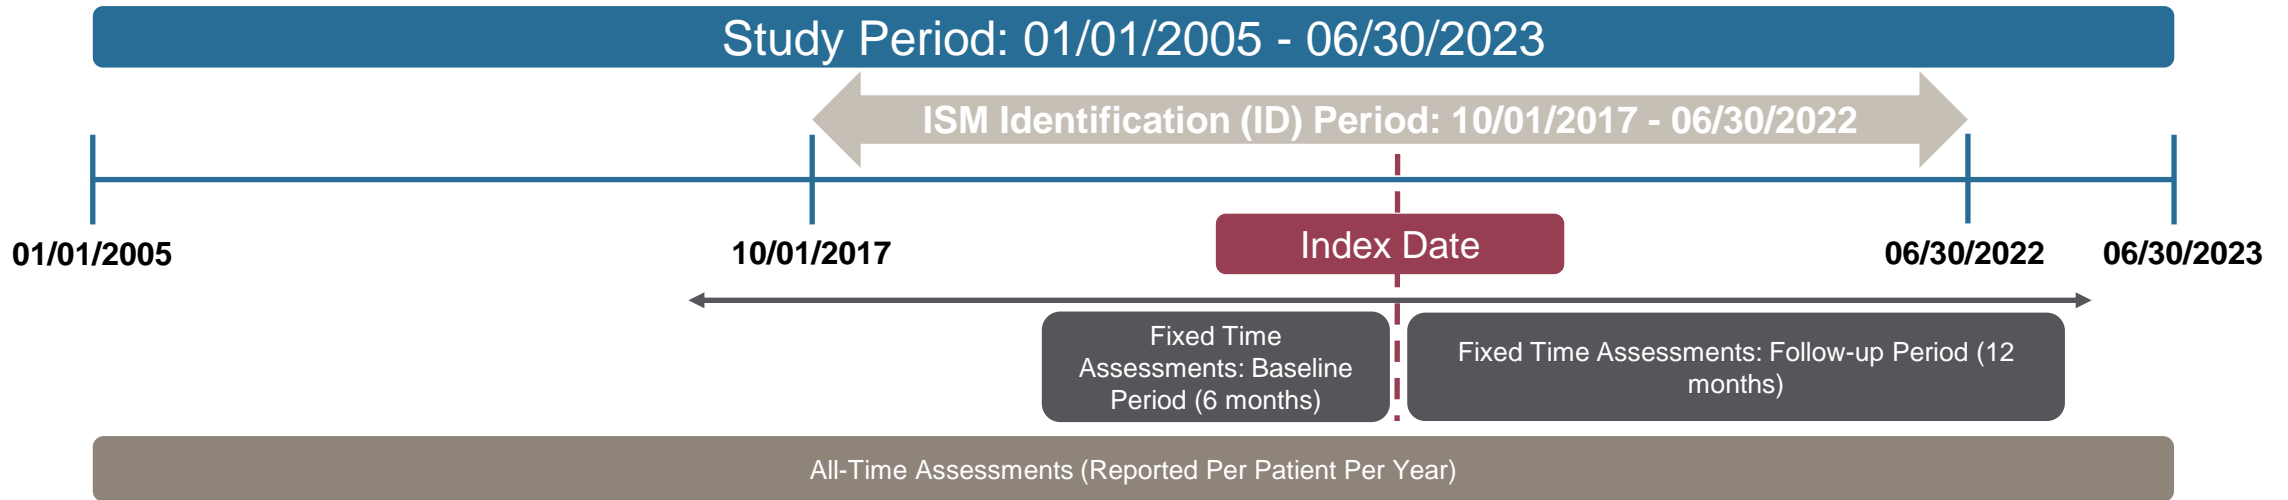 Study Period: 01/01/2005 - 06/30/2023
ISM Identification (ID) Period: 10/01/2017 - 06/30/2022
01/01/2005
10/01/2017
Index Date
06/30/2022
06/30/2023
Fixed Time
Assessments: Baseline
Period (6 months)
Fixed Time Assessments: Follow-up Period (12
months)
All-Time Assessments (Reported Per Patient Per Year)